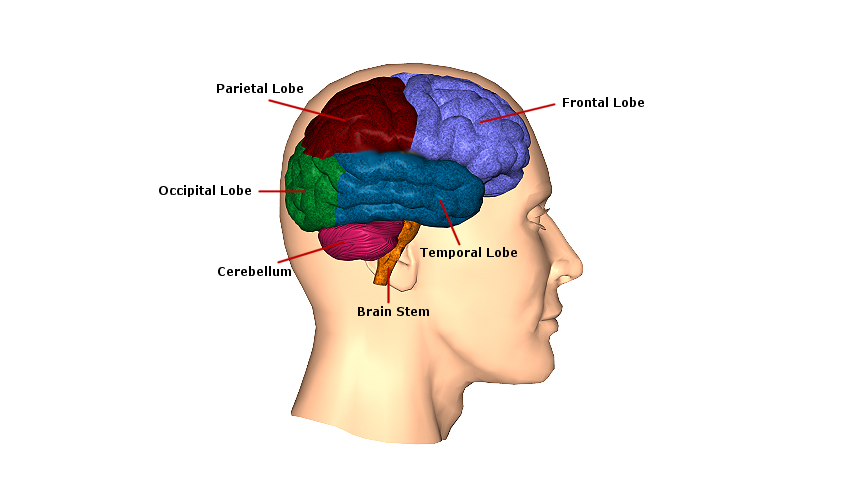 Parietal Lobe
Frontal Lobe
Occipital Lobe
Temporal Lobe
Cerebellum
Brain Stem